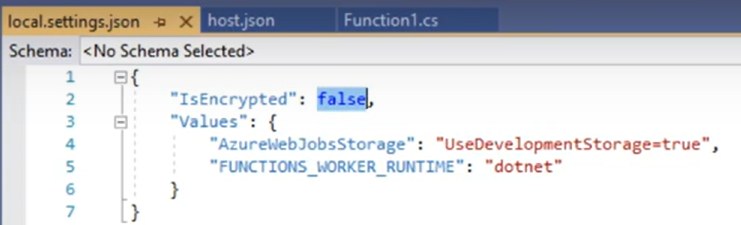 local.settings.json host.json Function1.cs
Schema: <No Schema Selected>
1 {
2 "IsEncrypted": false,
3 "Values": {
4 "AzureWebJobsStorage": "UseDevelopmentStorage=true",
5 "FUNCTIONS_WORKER_RUNTIME": "dotnet"
6 }
7 }